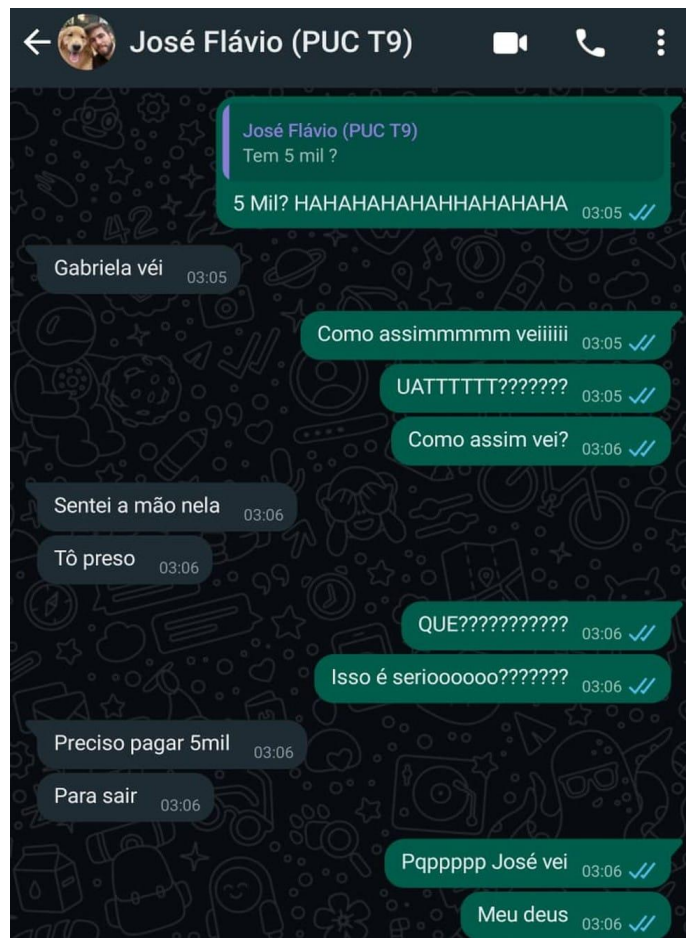 José Flávio (PUC T9)
José Flávio (PUC T9)
Tem 5 mil ?
5 Mil? HAHAHAHAHAHHAHAHAHA 03:05
Gabriela véi 03:05
Como assimmmmm veiiiiii 03:05
UATTTTTT??????? 03:05
Como assim vei? 03:06
Sentei a mão nela 03:06
Tô preso 03:06
QUE??????????? 03:06
Isso é serioooooo??????? 03:06
Preciso pagar 5mil 03:06
Para sair 03:06
Pqppppp José vei 03:06
Meu deus 03:06